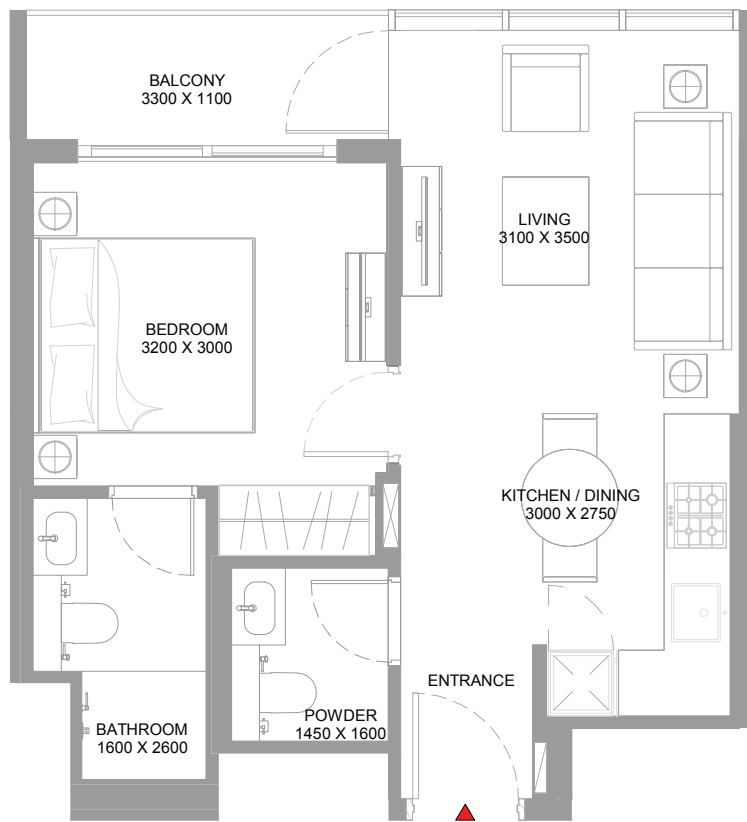 BALCONY
3300 X 1100
LIVING
3100 X 3500
BEDROOM
3200 X 3000
KITCHEN / DINING
3000 X 2750
ENTRANCE
POWDER
1450 X 1600
BATHROOM
1600 X 2600